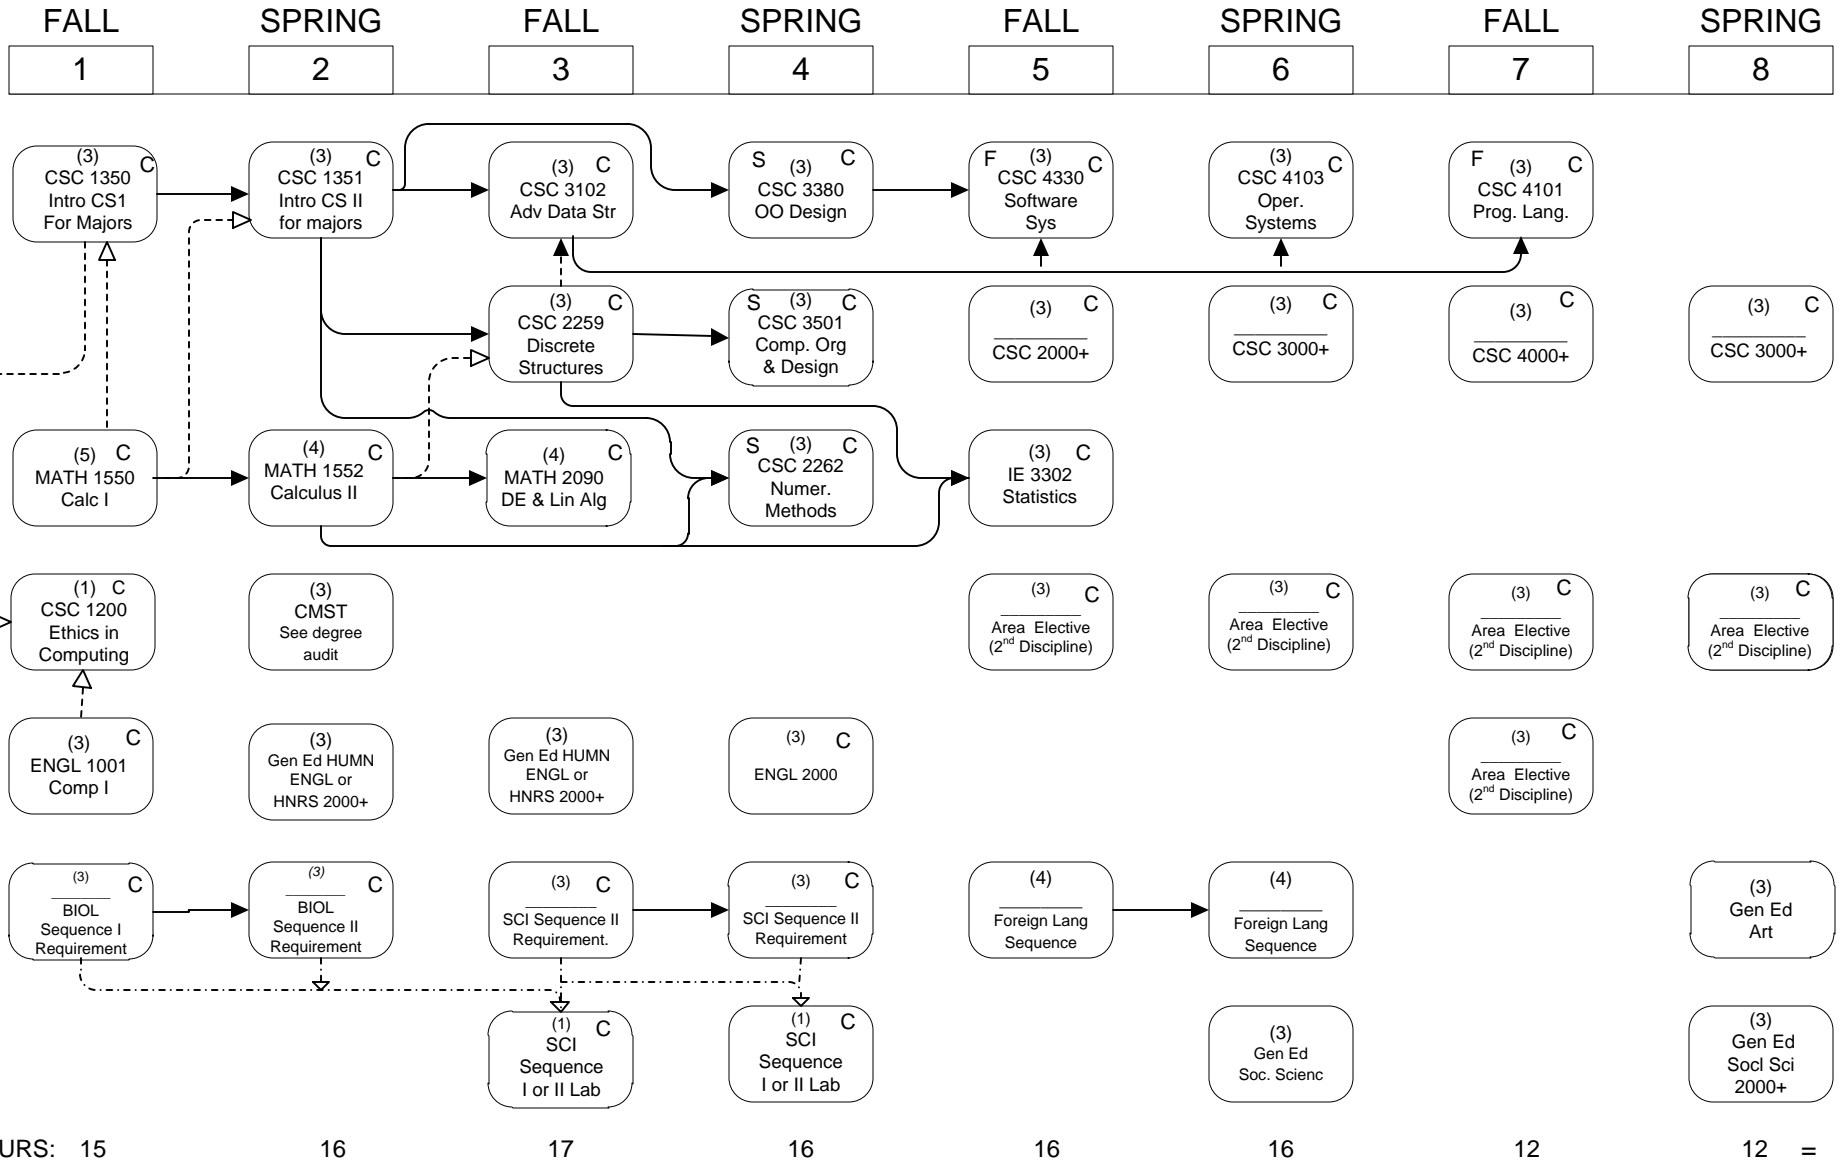 FALL SPRING FALL SPRING FALL SPRING FALL SPRING
1 2 3 4 5 6 7 8
(3) C
CSC 1350
Intro CS1
For Majors
(3) C
CSC 1351
Intro CS II
for majors
(3) C
CSC 3102
Adv Data Str
S (3) C
CSC 3380
OO Design
F (3) C
CSC 4330
Software
Sys
(3) C
CSC 4103
Oper.
Systems
F (3) C
CSC 4101
Prog. Lang.
(3) C
CSC 2259
Discrete
Structures
S (3) C
CSC 3501
Comp. Org
& Design
(3) C
CSC 2000+
(3) C
CSC 3000+
(3) C
CSC 4000+
(3) C
CSC 3000+
(5) C
MATH 1550
Calc I
(4) C
MATH 1552
Calculus II
(4) C
MATH 2090
DE & Lin Alg
S (3) C
CSC 2262
Numer.
Methods
(3) C
IE 3302
Statistics
(1) C
CSC 1200
Ethics in
Computing
(3)
CMST
See degree
audit
(3) C
Area Elective
(2nd Discipline)
(3) C
Area Elective
(2nd Discipline)
(3) C
Area Elective
(2nd Discipline)
(3) C
Area Elective
(2nd Discipline)
(3) C
ENGL 1001
Comp I
(3)
Gen Ed HUMN
ENGL or
HNRS 2000+
(3)
Gen Ed HUMN
ENGL or
HNRS 2000+
(3) C
ENGL 2000
(3) C
Area Elective
(2nd Discipline)
(3) C
BIOL
Sequence I
Requirement
(3) C
BIOL
Sequence II
Requirement
(3) C
SCI Sequence II
Requirement.
(3) C
SCI Sequence II
Requirement
(4)
Foreign Lang
Sequence
(4)
Foreign Lang
Sequence
(3)
Gen Ed
Art
(1) C
SCI
Sequence
I or II Lab
(1) C
SCI
Sequence
I or II Lab
(3)
Gen Ed
Soc. Scienc
(3)
Gen Ed
Socl Sci
2000+
URS: 15 16 17 16 16 16 12 12 =